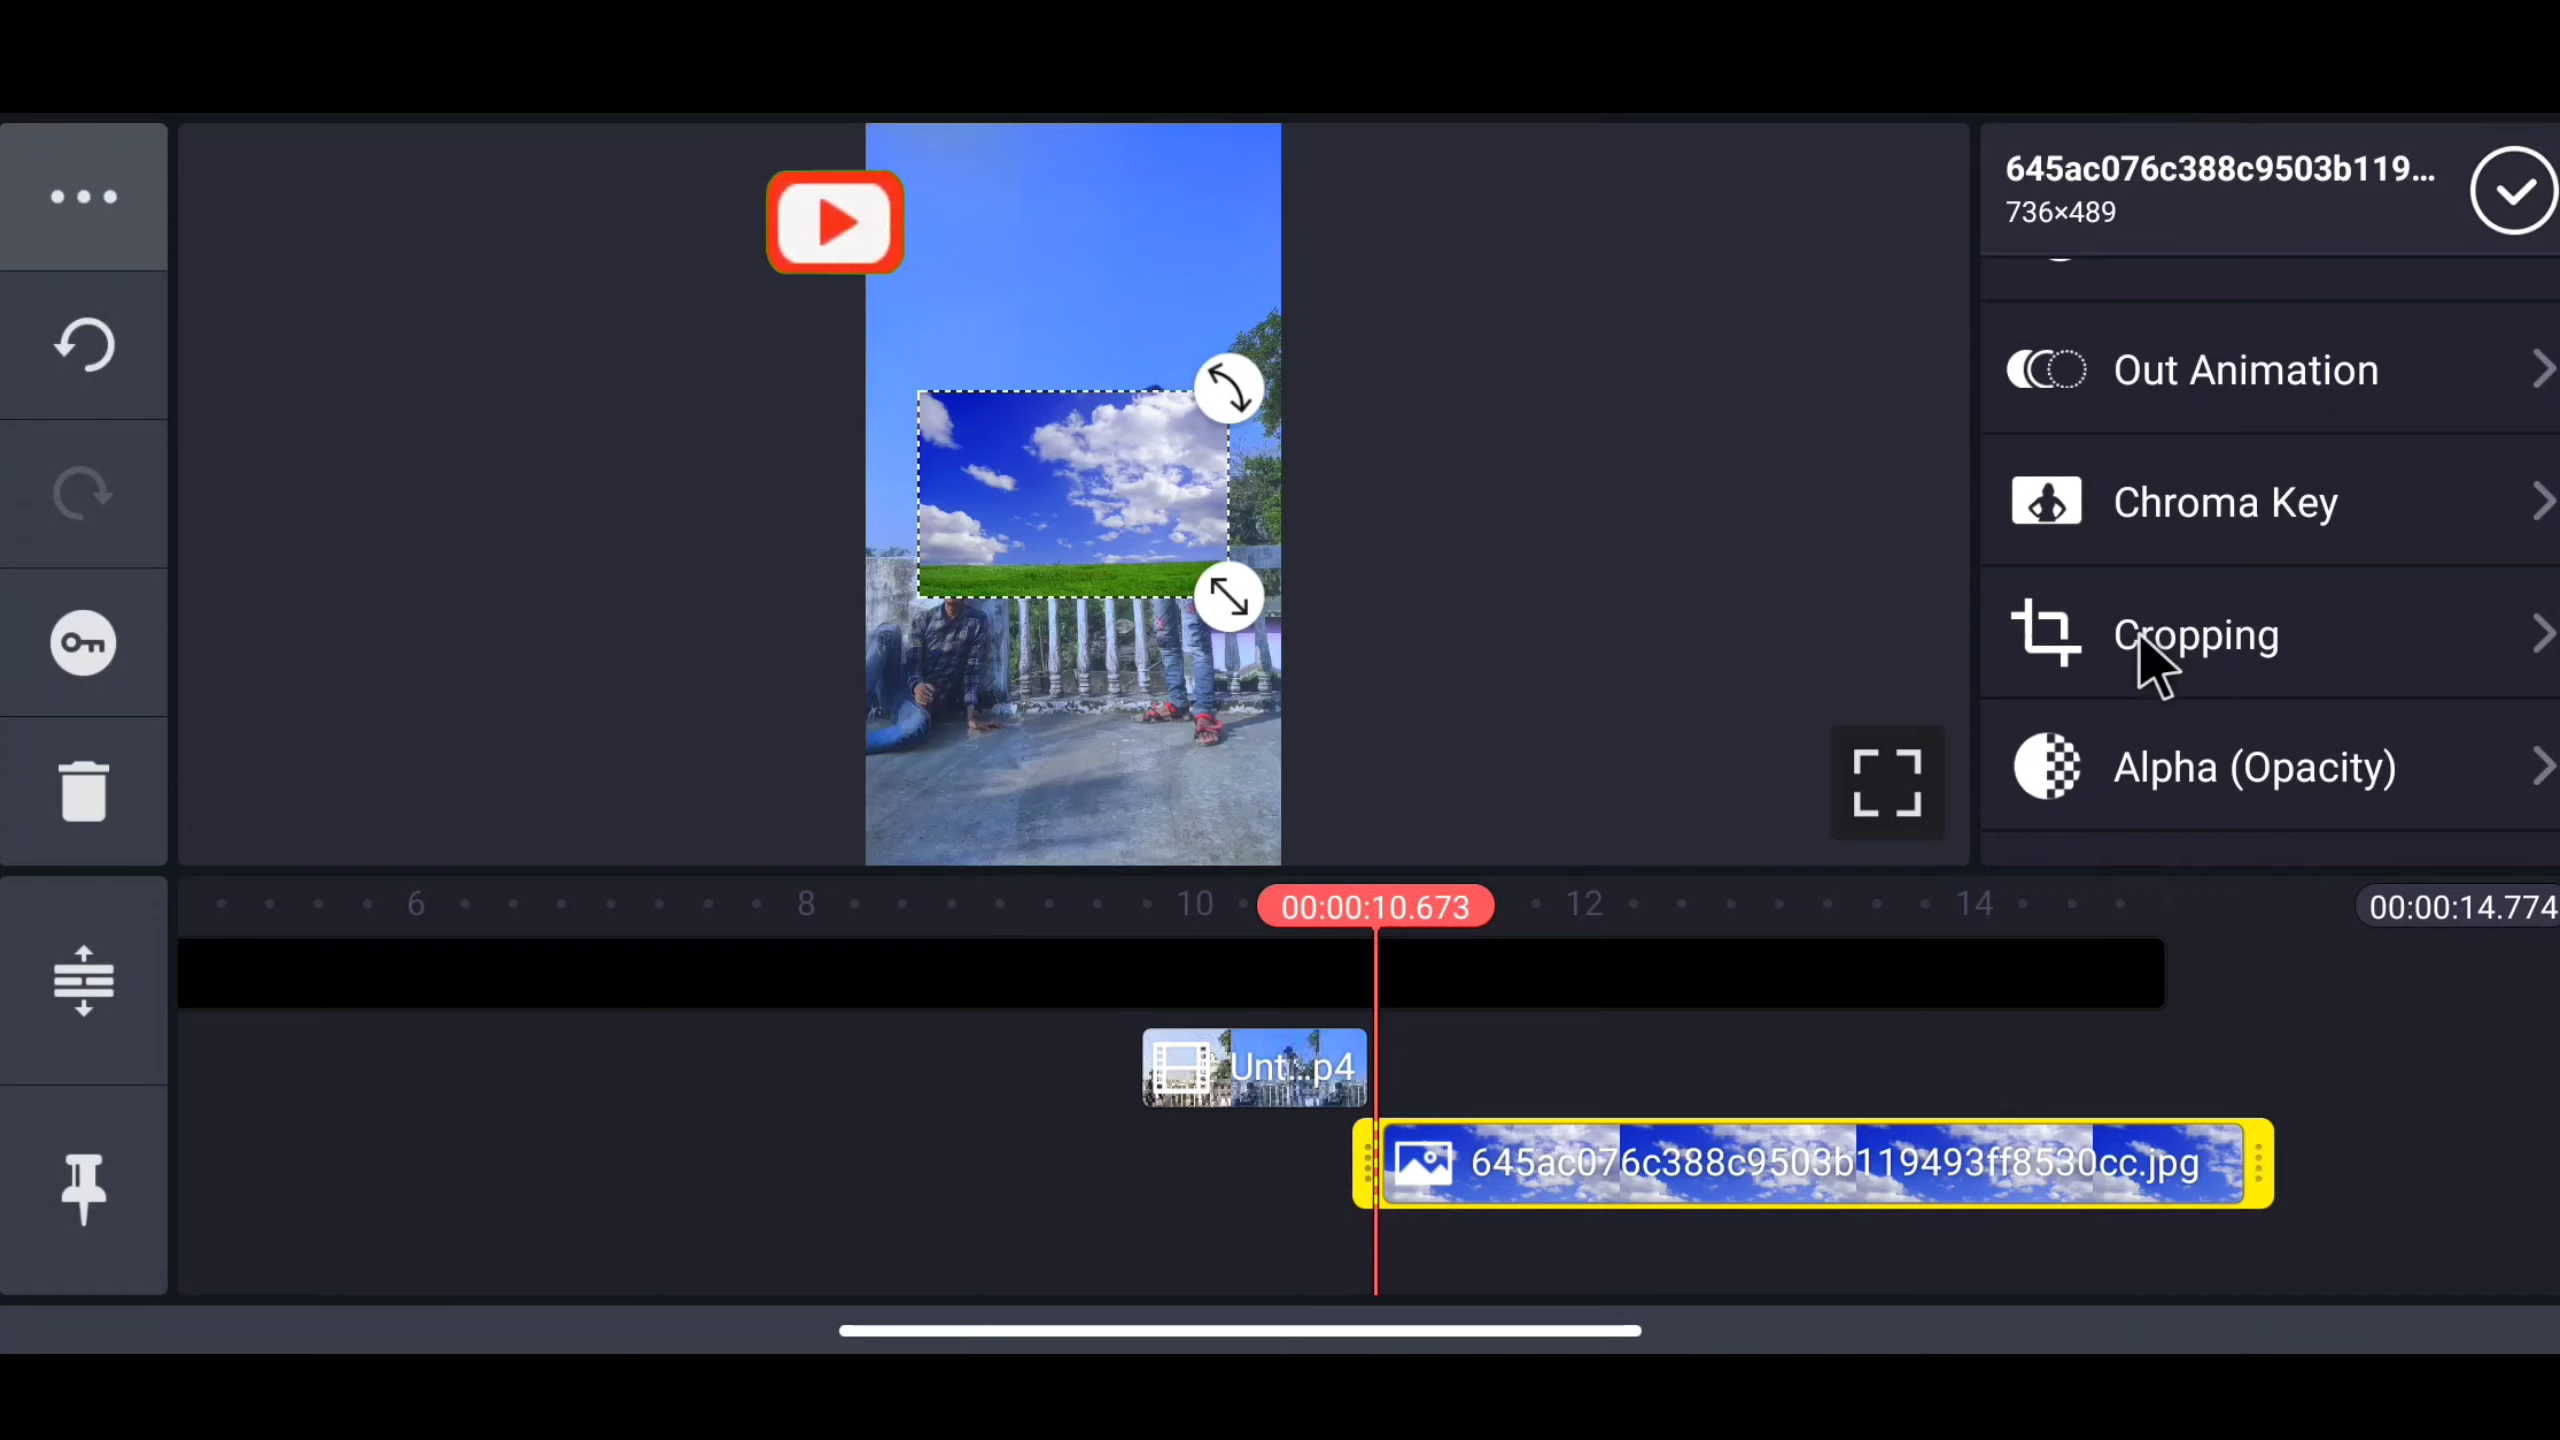 645ac076c388c9503b119...
736×489
Out Animation
Chroma Key
Cropping
Alpha (Opacity)
6
8
10
00:00:10.673
12
14
00:00:14.774
Unt...p4
645ac076c388c9503b119493ff8530cc.jpg